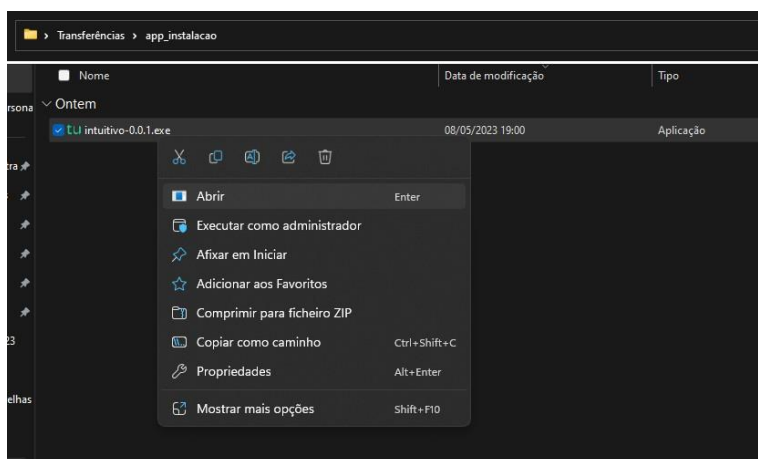 > Transferências > app_instalacao
Nome Data de modificação Tipo
Ontem
tu intuitivo-0.0.1.exe 08/05/2023 19:00 Aplicação
Abrir Enter
Executar como administrador
Afixar em Iniciar
Adicionar aos Favoritos
Comprimir para ficheiro ZIP
Copiar como caminho Ctrl+Shift+C
Propriedades Alt+Enter
Mostrar mais opções Shift+F10
rsona
tra
23
elhas